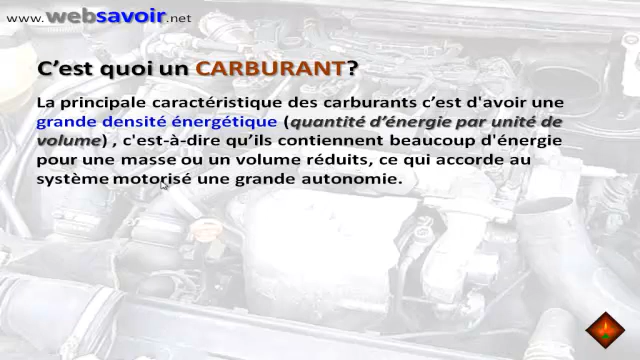 www.websavoir.net
C’est quoi un CARBURANT?
La principale caractéristique des carburants c’est d'avoir une
grande densité énergétique (quantité d’énergie par unité de
volume) , c'est-à-dire qu’ils contiennent beaucoup d'énergie
pour une masse ou un volume réduits, ce qui accorde au
système motorisé une grande autonomie.